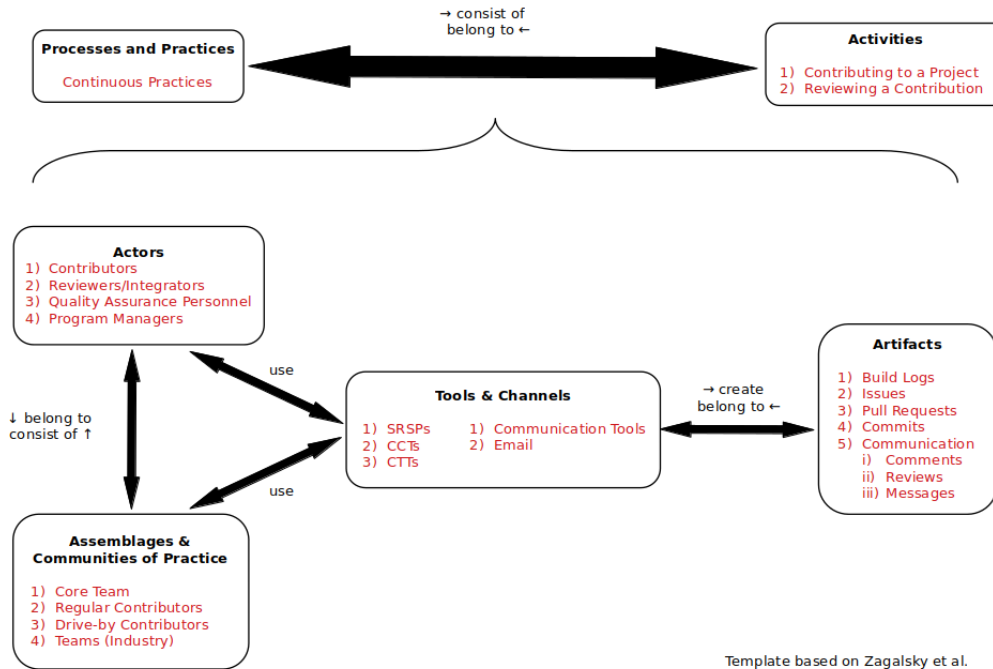 → consist of
belong to ←
Processes and Practices
Continuous Practices
Activities
1) Contributing to a Project
2) Reviewing a Contribution
Actors
1) Contributors
2) Reviewers/Integrators
3) Quality Assurance Personnel
4) Program Managers
↓ belong to
consist of ↑
use
use
Tools & Channels
1) SRSPs
2) CCTs
3) CTTs
1) Communication Tools
2) Email
→ create
belong to ←
Artifacts
1) Build Logs
2) Issues
3) Pull Requests
4) Commits
5) Communication
i) Comments
ii) Reviews
iii) Messages
Assemblages &
Communities of Practice
1) Core Team
2) Regular Contributors
3) Drive-by Contributors
4) Teams (Industry)
Template based on Zagalsky et al.